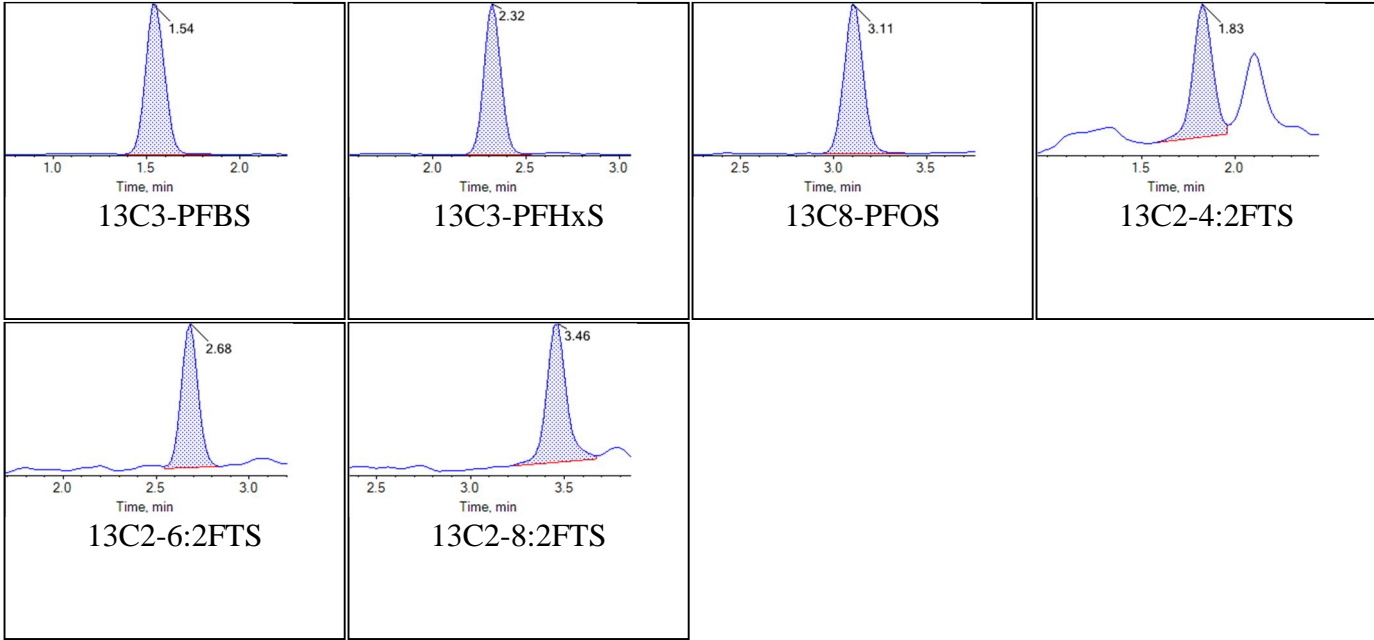 1.54
1.0 1.5 2.0
Time, min
13C3-PFBS
2.32
2.0 2.5 3.0
Time, min
13C3-PFHxS
3.11
2.5 3.0 3.5
Time, min
13C8-PFOS
1.83
1.5 2.0
Time, min
13C2-4:2FTS
2.68
2.0 2.5 3.0
Time, min
13C2-6:2FTS
3.46
2.5 3.0 3.5
Time, min
13C2-8:2FTS